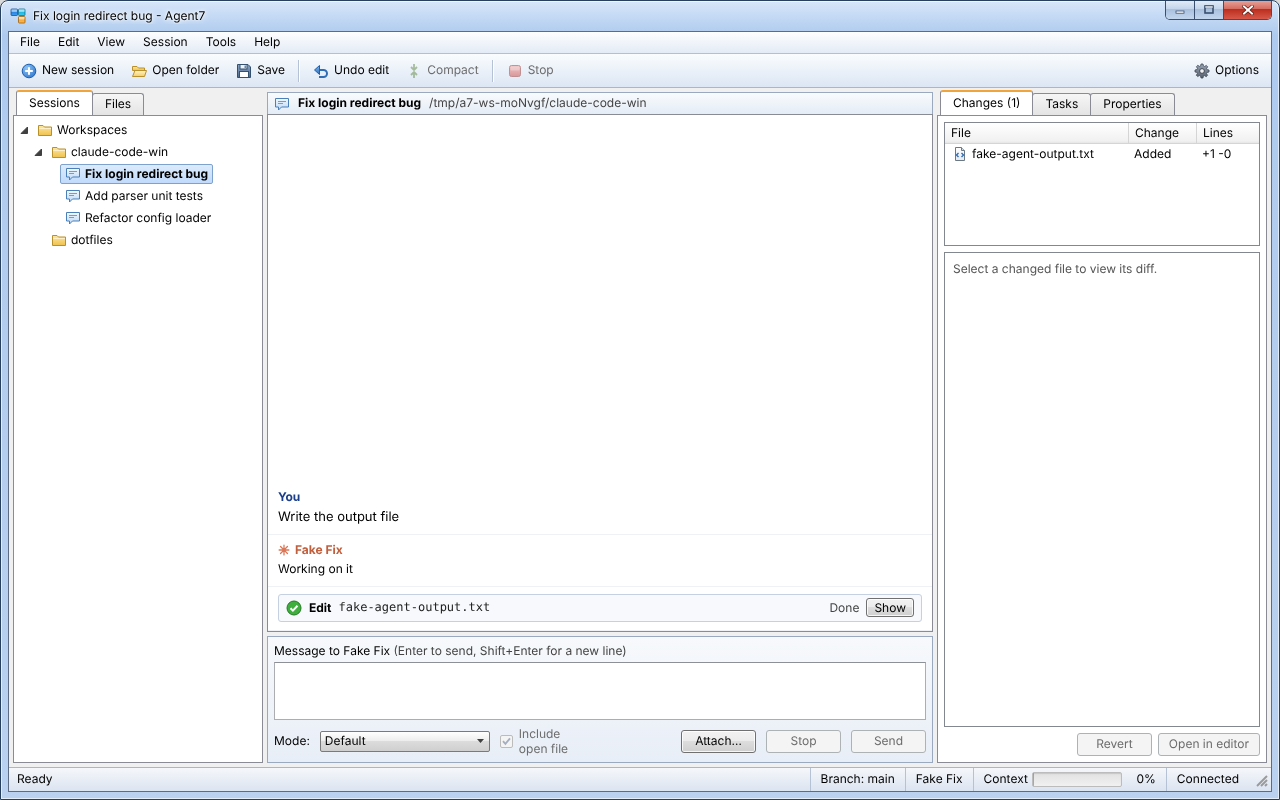 Fix login redirect bug - Agent7
File Edit View Session Tools Help
New session Open folder Save Undo edit Compact Stop Options
Sessions Files
Workspaces
claude-code-win
Fix login redirect bug
Add parser unit tests
Refactor config loader
dotfiles
Fix login redirect bug /tmp/a7-ws-moNvgf/claude-code-win
You
Write the output file
Fake Fix
Working on it
Edit fake-agent-output.txt Done Show
Message to Fake Fix (Enter to send, Shift+Enter for a new line)
Mode: Default Include open file Attach... Stop Send
Changes (1) Tasks Properties
File Change Lines
fake-agent-output.txt Added +1 -0
Select a changed file to view its diff.
Revert Open in editor
Ready Branch: main Fake Fix Context 0% Connected